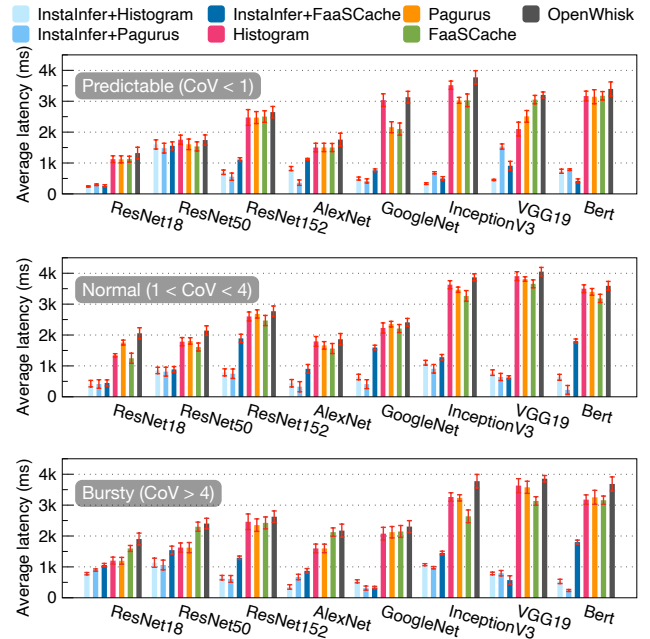 InstaInfer+Histogram InstaInfer+FaaSCache Pagurus OpenWhisk
InstaInfer+Pagurus Histogram FaaSCache
Average latency (ms)
4k
3k
2k
1k
0
Predictable (CoV < 1)
ResNet18 ResNet50 ResNet152 AlexNet GoogleNet InceptionV3 VGG19 Bert
Average latency (ms)
4k
3k
2k
1k
0
Normal (1 < CoV < 4)
ResNet18 ResNet50 ResNet152 AlexNet GoogleNet InceptionV3 VGG19 Bert
Average latency (ms)
4k
3k
2k
1k
0
Bursty (CoV > 4)
ResNet18 ResNet50 ResNet152 AlexNet GoogleNet InceptionV3 VGG19 Bert